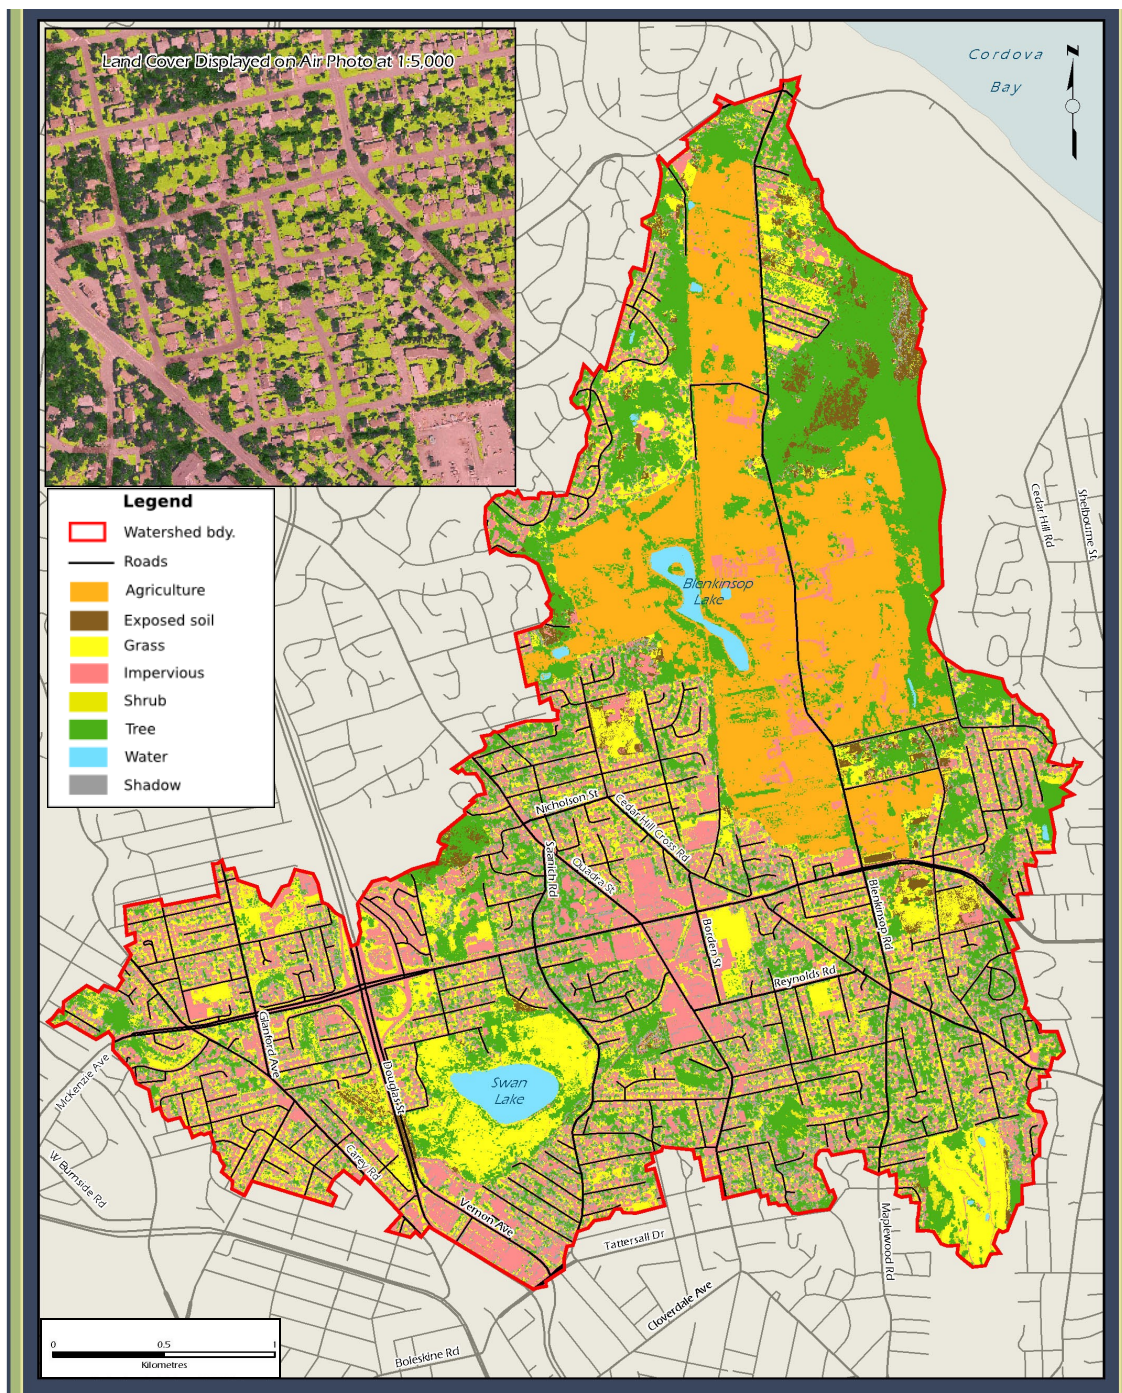 Land Cover Displayed on Air Photo at 1:5,000
Cordova
Bay
N
Legend
Watershed bdy.
Roads
Agriculture
Exposed soil
Grass
Impervious
Shrub
Tree
Water
Shadow
Cedar Hill Rd
Shelbourne St
Blenkinsop
Lake
Nicholson St
Cedar Hill Cross Rd
Saanich Rd
Quadra St
Blenkinsop Rd
Borden St
Reynolds Rd
Glanford Ave
McKenzie Ave
Douglas St
Swan
Lake
Carey Rd
W Burnside Rd
Vernon Ave
Tattersall Dr
Maplewood Rd
Cloverdale Ave
Boleskine Rd
0 0.5 1
Kilometres